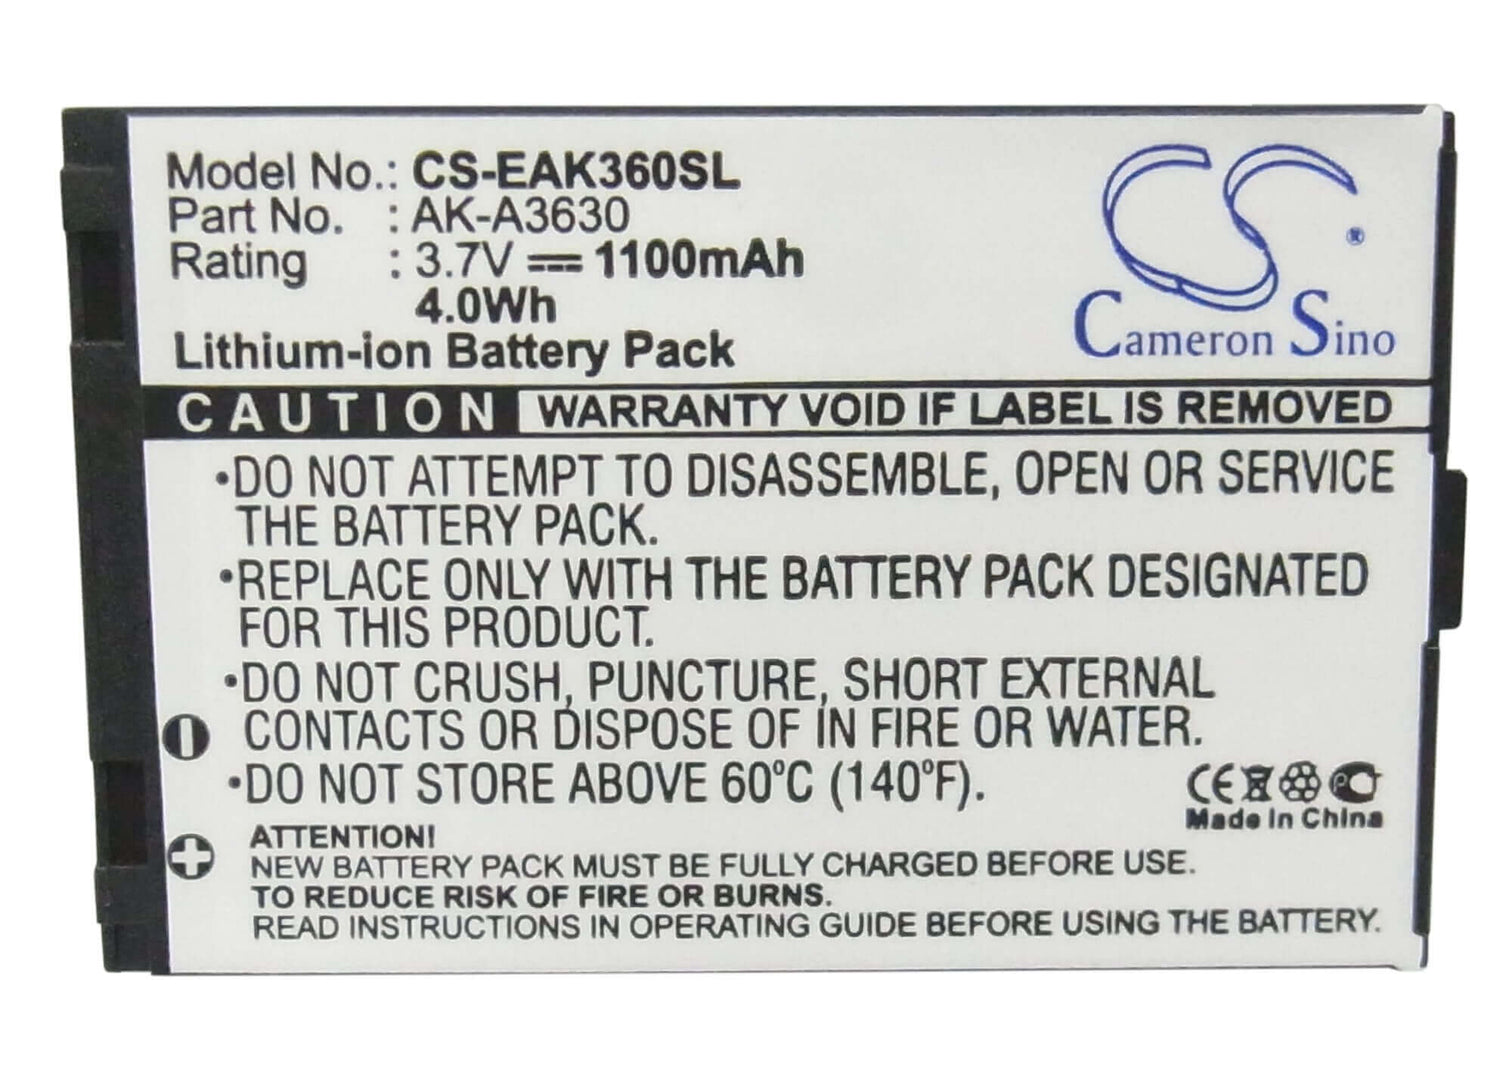 Model No.: CS-EAK360SL
Part No. : AK-A3630
Rating : 3.7V 1100mAh
4.0Wh
Lithium-ion Battery Pack
CS ®
Cameron Sino
CAUTION WARRANTY VOID IF LABEL IS REMOVED
•DO NOT ATTEMPT TO DISASSEMBLE, OPEN OR SERVICE
THE BATTERY PACK.
•REPLACE ONLY WITH THE BATTERY PACK DESIGNATED
FOR THIS PRODUCT.
•DO NOT CRUSH, PUNCTURE, SHORT EXTERNAL
CONTACTS OR DISPOSE OF IN FIRE OR WATER.
•DO NOT STORE ABOVE 60ºC (140ºF).
CE
Made In China
ATTENTION!
NEW BATTERY PACK MUST BE FULLY CHARGED BEFORE USE.
TO REDUCE RISK OF FIRE OR BURNS.
READ INSTRUCTIONS IN OPERATING GUIDE BEFORE USING THE BATTERY.